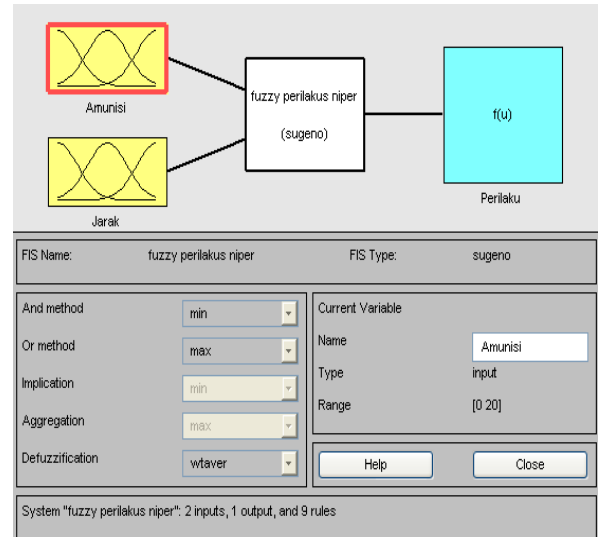 Amunisi
Jarak
fuzzy perilakus niper
(sugeno)
f(u)
Perilaku
FIS Name: fuzzy perilakus niper FIS Type: sugeno
And method min
Or method max
Implication min
Aggregation max
Defuzzification wtaver
Current Variable
Name Amunisi
Type input
Range [0 20]
Help Close
System "fuzzy perilakus niper": 2 inputs, 1 output, and 9 rules